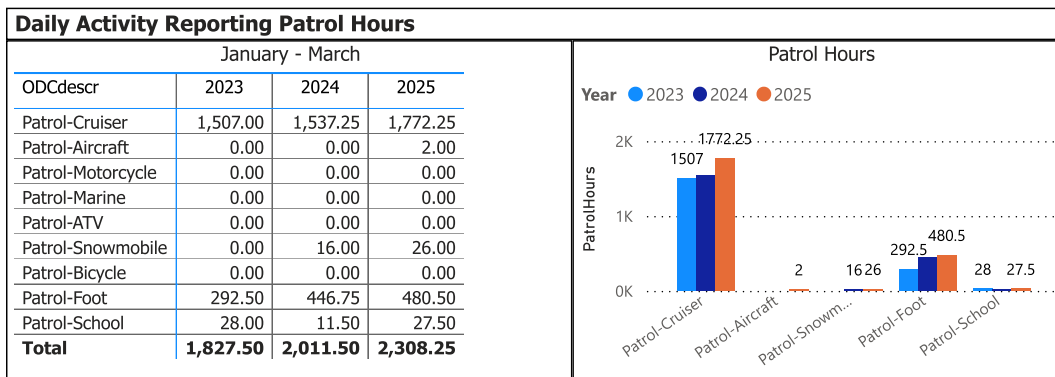 Daily Activity Reporting Patrol Hours
January - March
ODCdescr 2023 2024 2025
Patrol-Cruiser 1,507.00 1,537.25 1,772.25
Patrol-Aircraft 0.00 0.00 2.00
Patrol-Motorcycle 0.00 0.00 0.00
Patrol-Marine 0.00 0.00 0.00
Patrol-ATV 0.00 0.00 0.00
Patrol-Snowmobile 0.00 16.00 26.00
Patrol-Bicycle 0.00 0.00 0.00
Patrol-Foot 292.50 446.75 480.50
Patrol-School 28.00 11.50 27.50
Total 1,827.50 2,011.50 2,308.25
Patrol Hours
Year 2023 2024 2025
PatrolHours
2K
1K
0K
1507 1772.25
2
16 26
292.5 480.5
28 27.5
Patrol-Cruiser
Patrol-Aircraft
Patrol-Snowm...
Patrol-Foot
Patrol-School